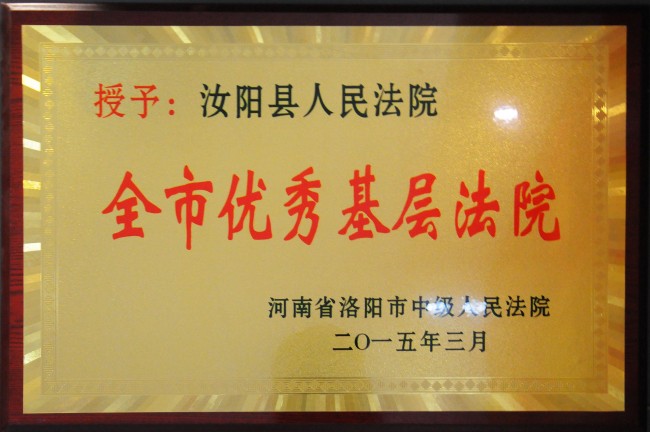 授予：汝阳县人民法院
全市优秀基层法院
河南省洛阳市中级人民法院
二〇一五年三月